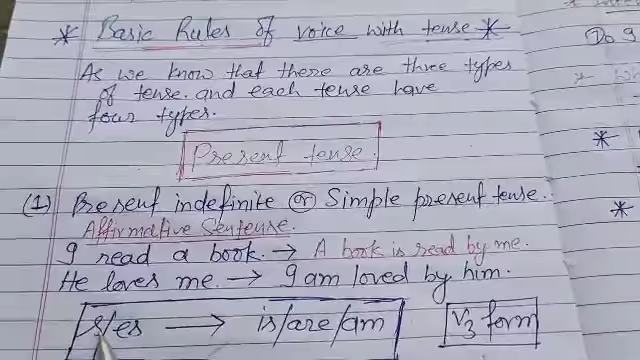 * Basic Rules of voice with tense *
As we know that there are three types
of tense. and each tense have
four types.
Present tense.
(1) Present indefinite or Simple present tense.
Affirmative Sentense.
I read a book. → A book is read by me.
He loves me. → I am loved by him.
s/es → is/are/am V3 form
Do
*
*